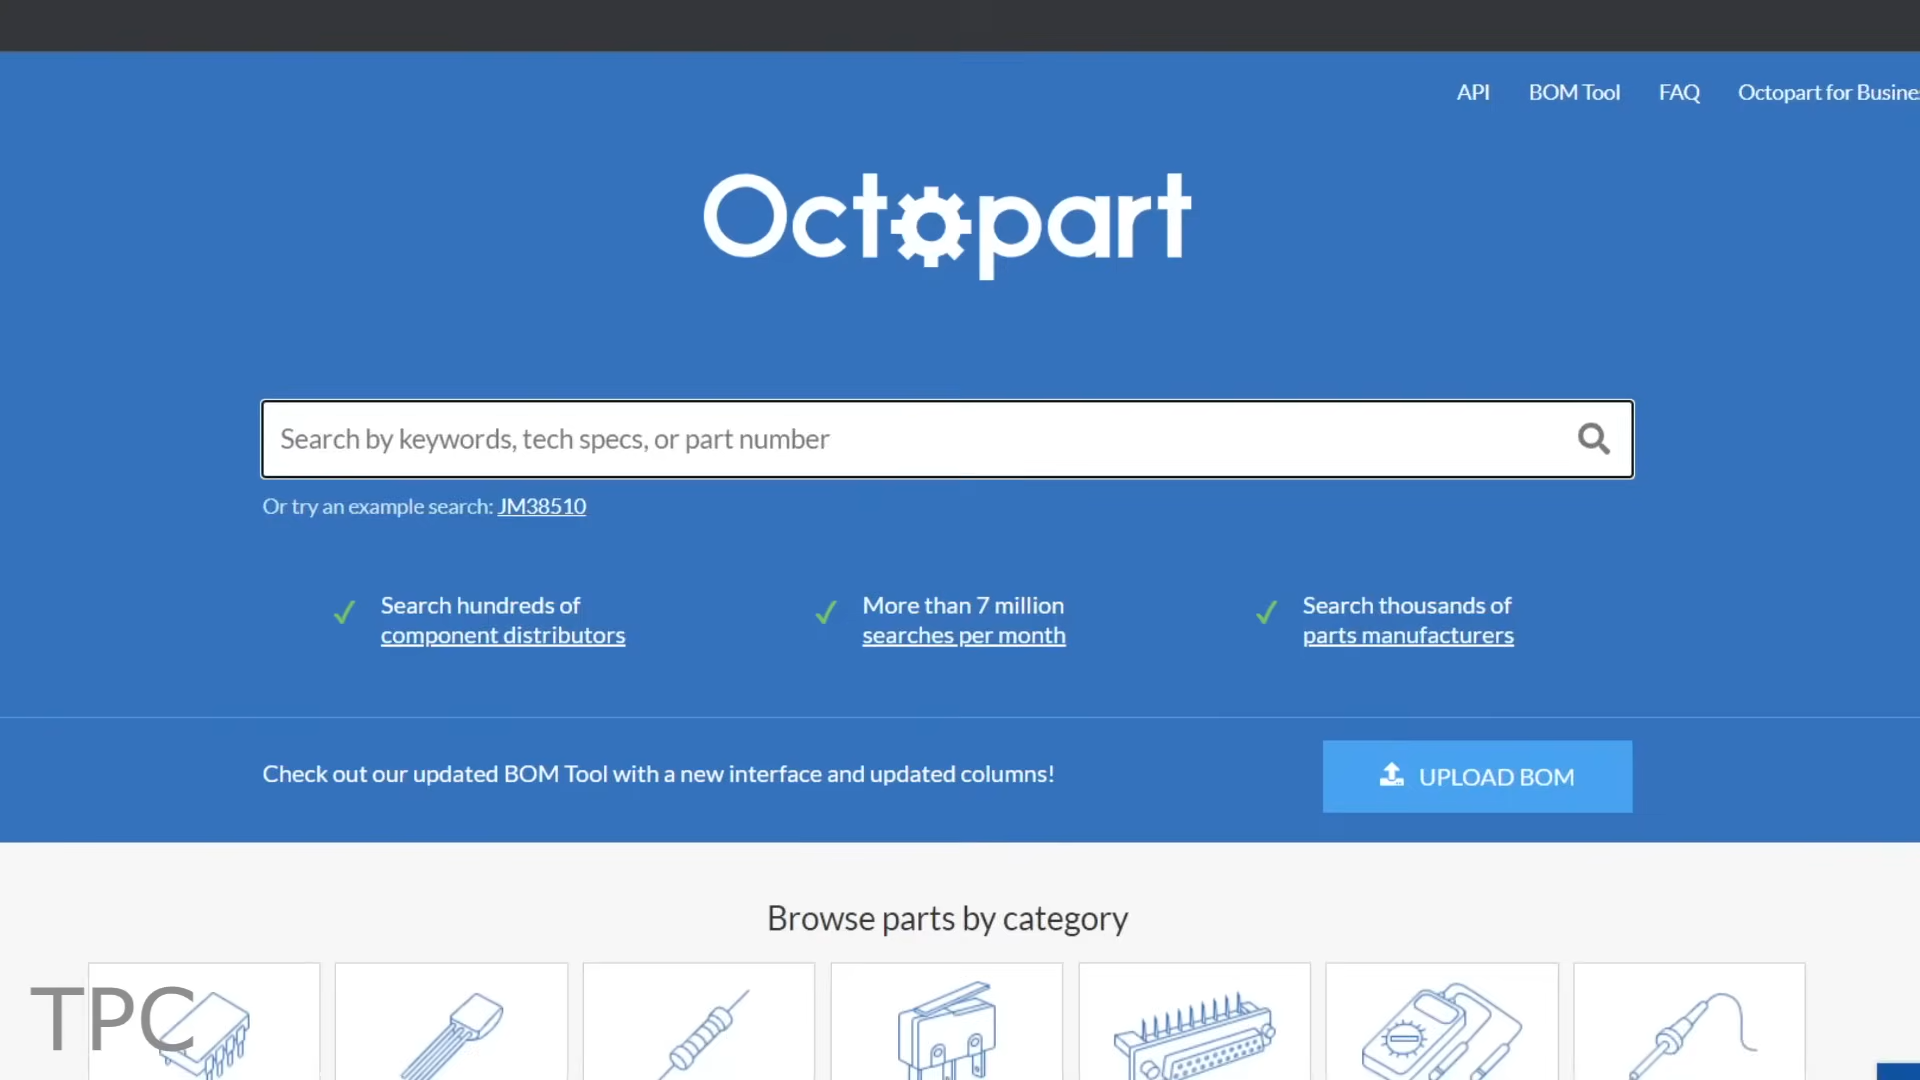 API BOM Tool FAQ Octopart for Busine
Octopart
Search by keywords, tech specs, or part number
Or try an example search: JM38510
Search hundreds of
component distributors
More than 7 million
searches per month
Search thousands of
parts manufacturers
Check out our updated BOM Tool with a new interface and updated columns!
UPLOAD BOM
Browse parts by category
TPC